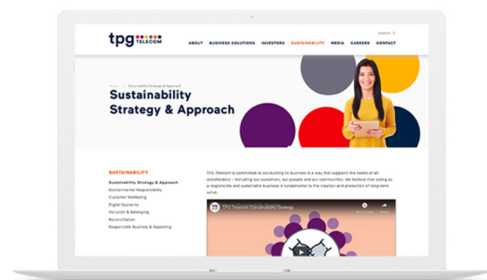 SEARCH
tpg
TELECOM
ABOUT BUSINESS SOLUTIONS INVESTORS SUSTAINABILITY MEDIA CAREERS CONTACT
Sustainability Strategy & Approach
Sustainability
Strategy & Approach
SUSTAINABILITY
Sustainability Strategy & Approach
Environmental Responsibility
Customer Wellbeing
Digital Economy
Inclusion & Belonging
Reconciliation
Responsible Business & Reporting
TPG Telecom is committed to conducting its business in a way that supports the needs of all
stakeholders – including our customers, our people and our communities. We believe that acting as
a responsible and sustainable business is fundamental to the creation and protection of long term
value.
TPG Telecom Sustainability Strategy